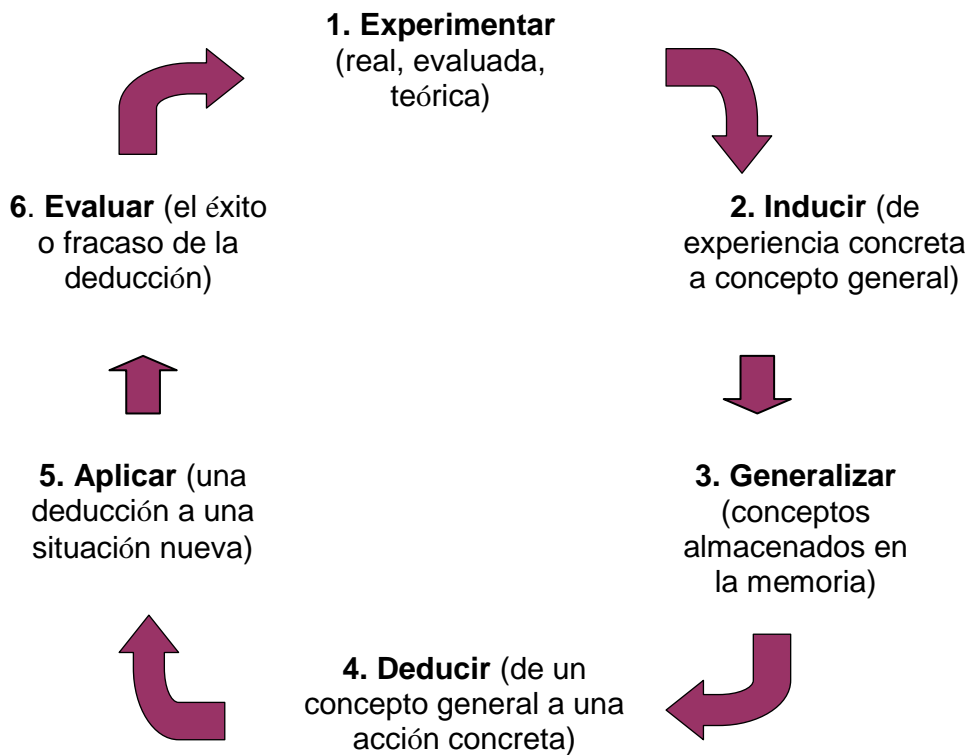 1. Experimentar
(real, evaluada,
teórica)
2. Inducir (de
experiencia concreta
a concepto general)
3. Generalizar
(conceptos
almacenados en
la memoria)
4. Deducir (de un
concepto general a una
acción concreta)
5. Aplicar (una
deducción a una
situación nueva)
6. Evaluar (el éxito
o fracaso de la
deducción)